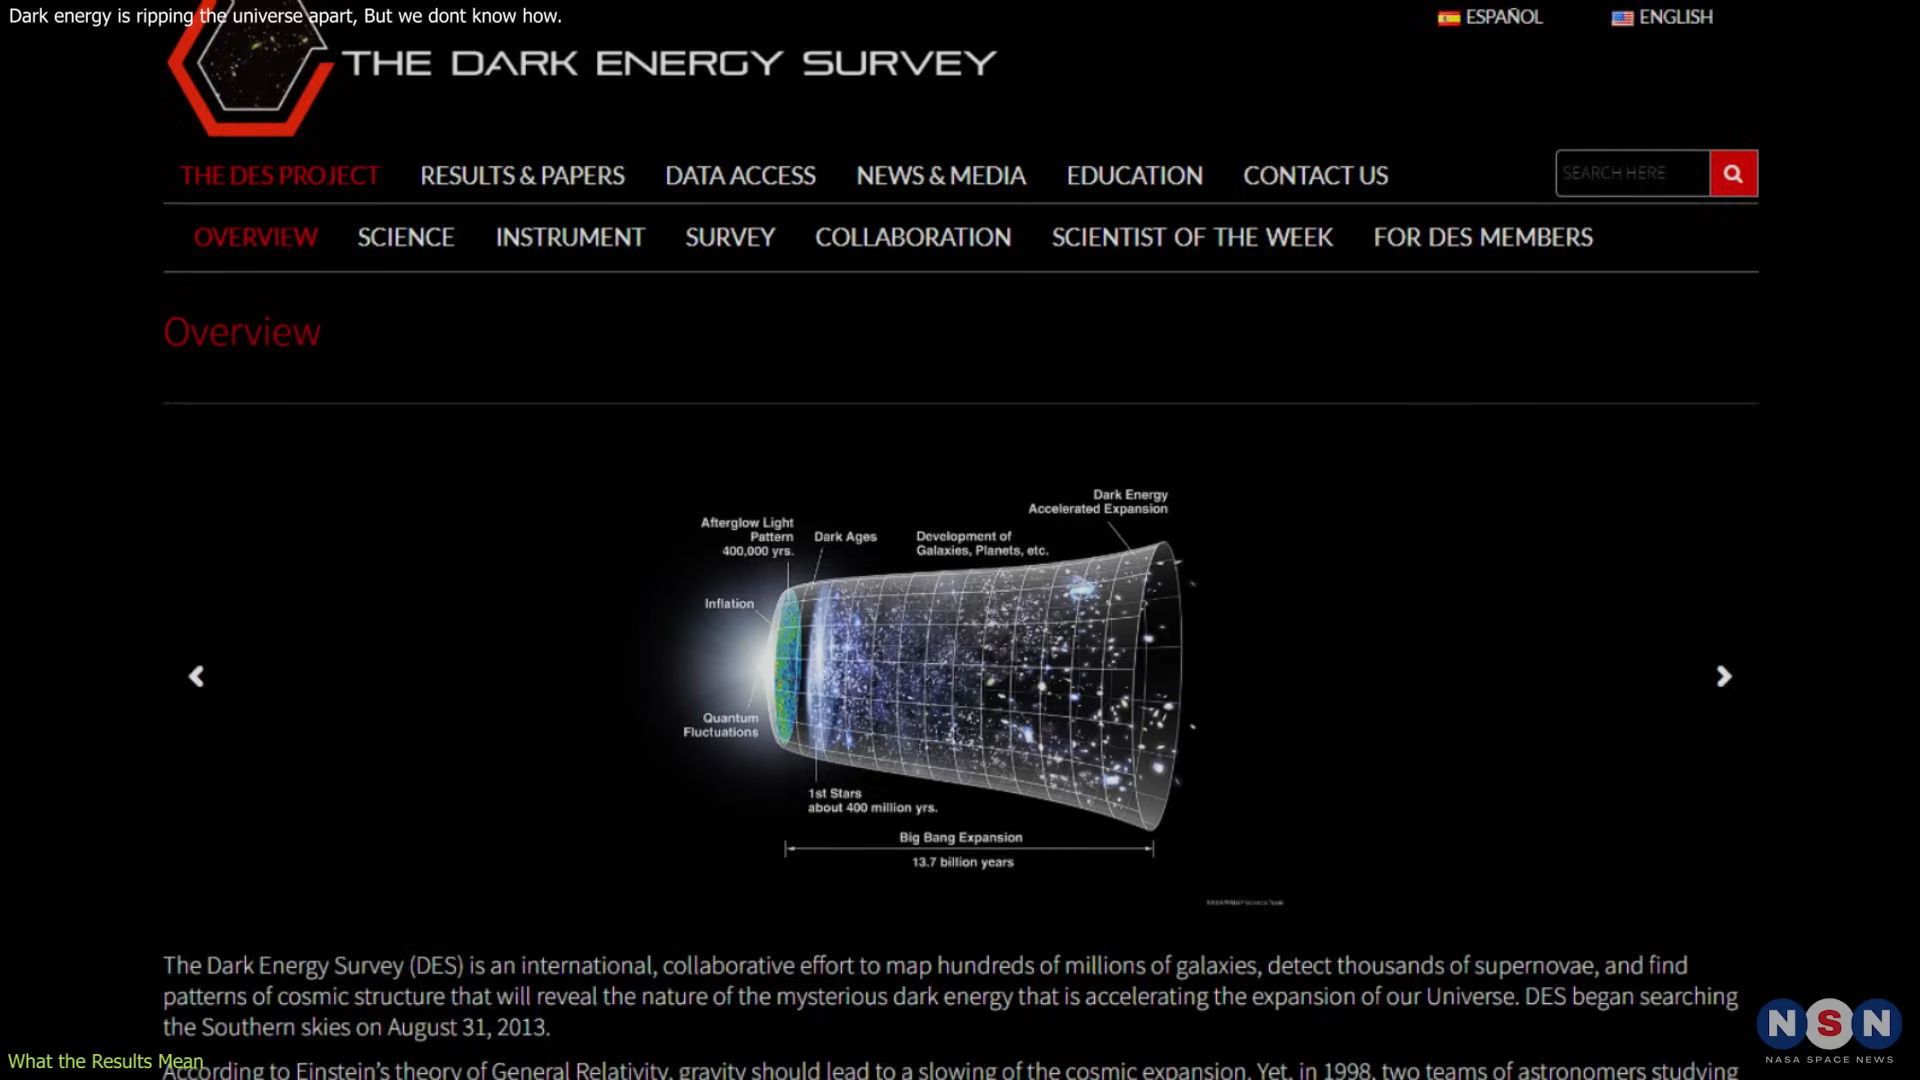 Dark energy is ripping the universe apart, But we dont know how.
ESPAÑOL
ENGLISH
THE DARK ENERGY SURVEY
THE DES PROJECT
RESULTS & PAPERS
DATA ACCESS
NEWS & MEDIA
EDUCATION
CONTACT US
SEARCH HERE
OVERVIEW
SCIENCE
INSTRUMENT
SURVEY
COLLABORATION
SCIENTIST OF THE WEEK
FOR DES MEMBERS
Overview
Dark Energy
Accelerated Expansion
Afterglow Light
Pattern
400,000 yrs.
Dark Ages
Development of
Galaxies, Planets, etc.
Inflation
Quantum
Fluctuations
1st Stars
about 400 million yrs.
Big Bang Expansion
13.7 billion years
The Dark Energy Survey (DES) is an international, collaborative effort to map hundreds of millions of galaxies, detect thousands of supernovae, and find
patterns of cosmic structure that will reveal the nature of the mysterious dark energy that is accelerating the expansion of our Universe. DES began searching
the Southern skies on August 31, 2013.
According to Einstein's theory of General Relativity, gravity should lead to a slowing of the cosmic expansion. Yet, in 1998, two teams of astronomers studying
What the Results Mean
NSN
NASA SPACE NEWS